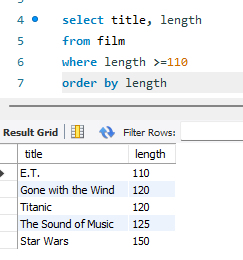 4 select title, length
5 from film
6 where length >=110
7 order by length
Result Grid Filter Rows:
title length
E.T. 110
Gone with the Wind 120
Titanic 120
The Sound of Music 125
Star Wars 150